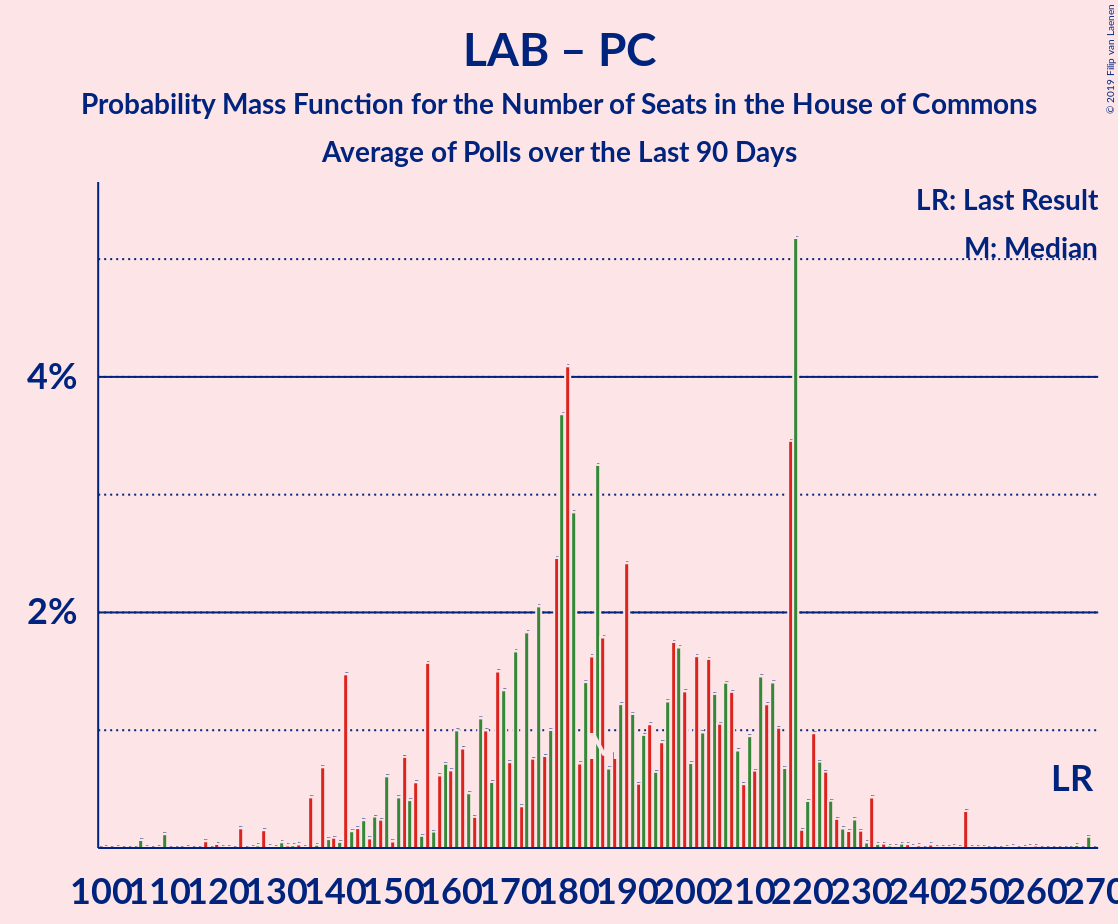 LAB – PC
Probability Mass Function for the Number of Seats in the House of Commons
Average of Polls over the Last 90 Days
© 2019 Filip van Laenen
LR: Last Result
M: Median
4%
2%
M
LR
100 110 120 130 140 150 160 170 180 190 200 210 220 230 240 250 260 270